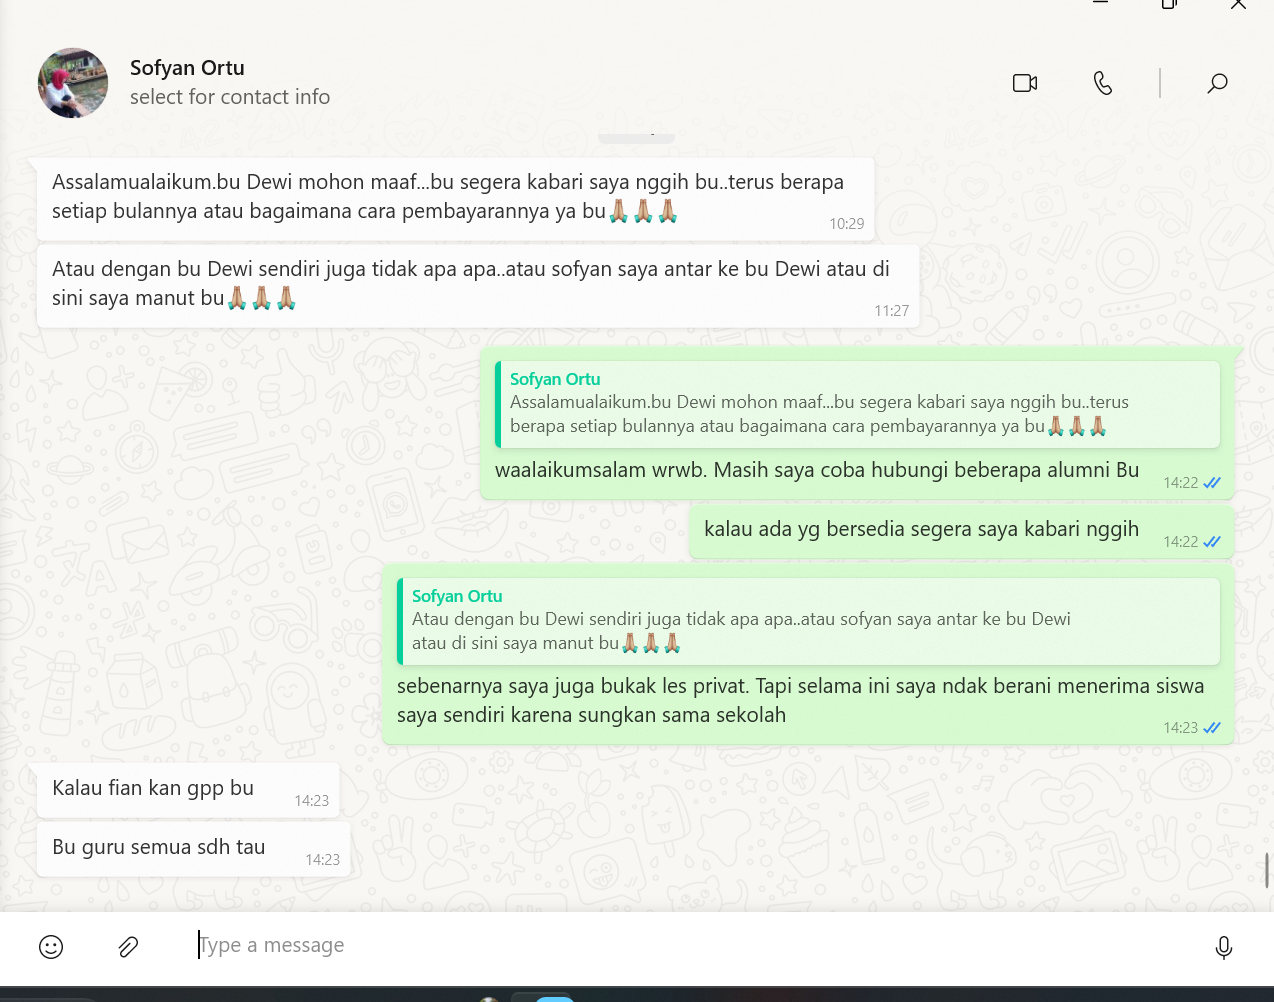 Sofyan Ortu
select for contact info
Assalamualaikum.bu Dewi mohon maaf...bu segera kabari saya nggih bu..terus berapa
setiap bulannya atau bagaimana cara pembayarannya ya bu🙏🙏🙏
10:29
Atau dengan bu Dewi sendiri juga tidak apa apa..atau sofyan saya antar ke bu Dewi atau di
sini saya manut bu🙏🙏🙏
11:27
Sofyan Ortu
Assalamualaikum.bu Dewi mohon maaf...bu segera kabari saya nggih bu..terus
berapa setiap bulannya atau bagaimana cara pembayarannya ya bu🙏🙏🙏
waalaikumsalam wrwb. Masih saya coba hubungi beberapa alumni Bu
14:22
kalau ada yg bersedia segera saya kabari nggih
14:22
Sofyan Ortu
Atau dengan bu Dewi sendiri juga tidak apa apa..atau sofyan saya antar ke bu Dewi
atau di sini saya manut bu🙏🙏🙏
sebenarnya saya juga bukak les privat. Tapi selama ini saya ndak berani menerima siswa
saya sendiri karena sungkan sama sekolah
14:23
Kalau fian kan gpp bu
14:23
Bu guru semua sdh tau
14:23
Type a message